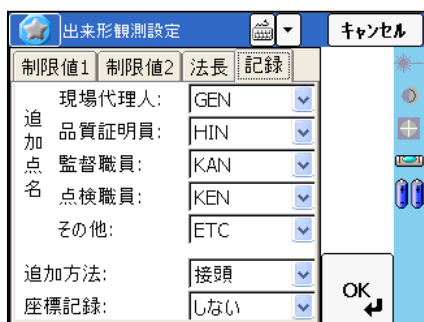 出来形観測設定
キャンセル
制限値1 制限値2 法長 記録
追加点名
現場代理人: GEN
品質証明員: HIN
監督職員: KAN
点検職員: KEN
その他: ETC
追加方法: 接頭
座標記録: しない
OK